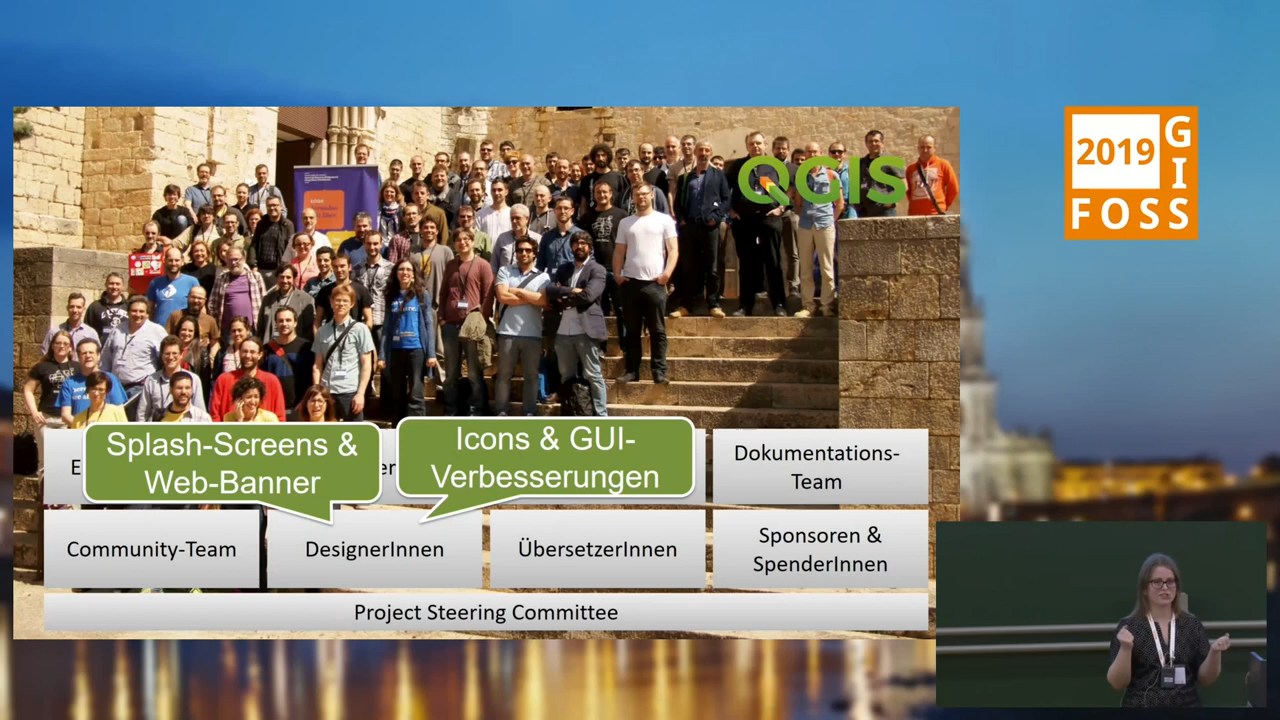 QGIS
2019
GIS
FOSS
Splash-Screens &
Web-Banner
Icons & GUI-
Verbesserungen
Dokumentations-
Team
Community-Team
DesignerInnen
ÜbersetzerInnen
Sponsoren &
SpenderInnen
Project Steering Committee